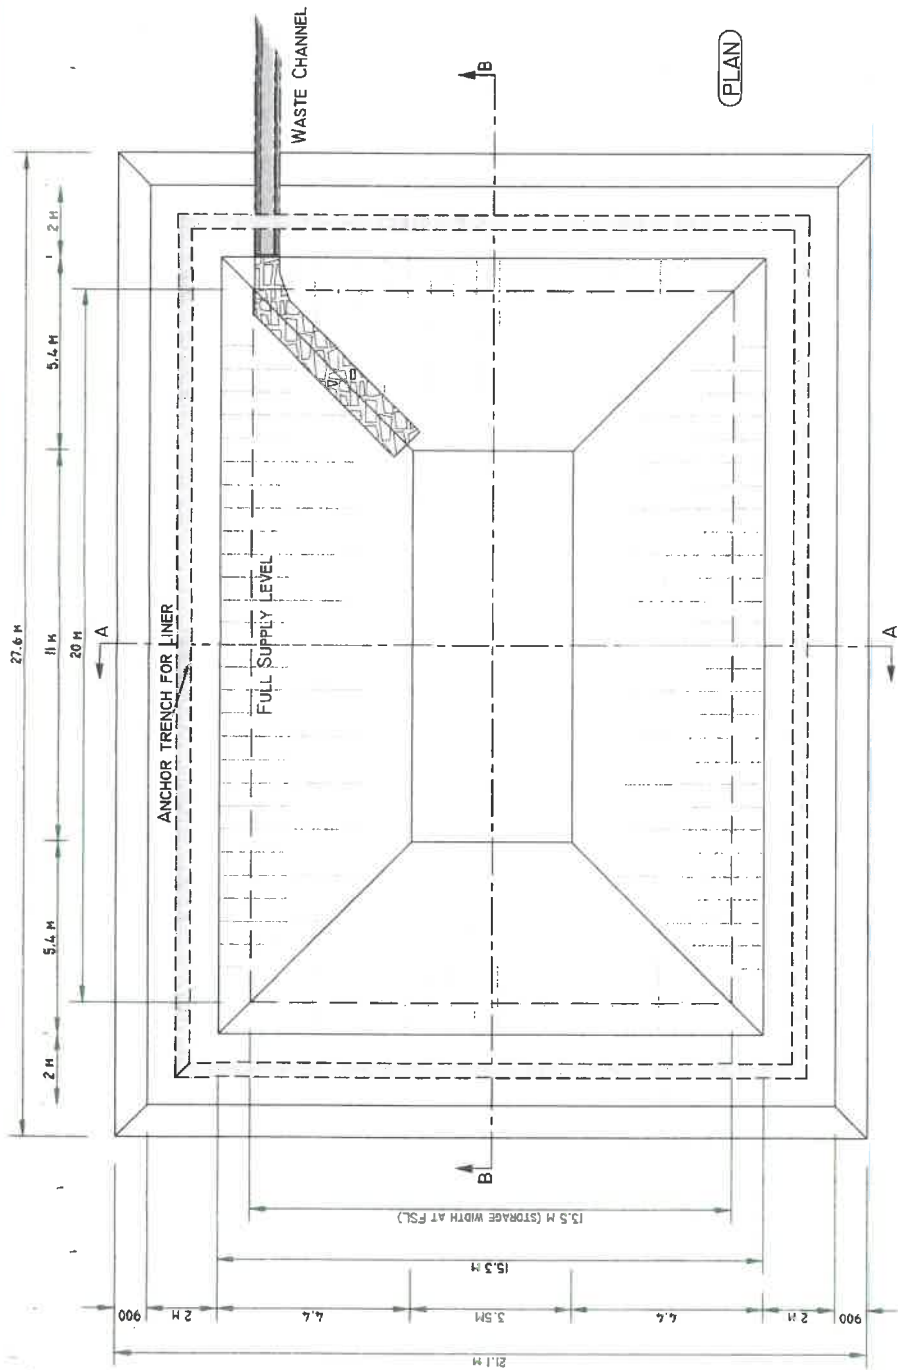 27.6 M
2 M
5.4 M
11 M
5.4 M
2 M
20 M
WASTE CHANNEL
B
PLAN
ANCHOR TRENCH FOR LINER
FULL SUPPLY LEVEL
A
A
B
13.5 M (STORAGE WIDTH AT FSL)
15.3 M
900
2 M
4.4
3.5M
4.4
2 M
900
21.1 M